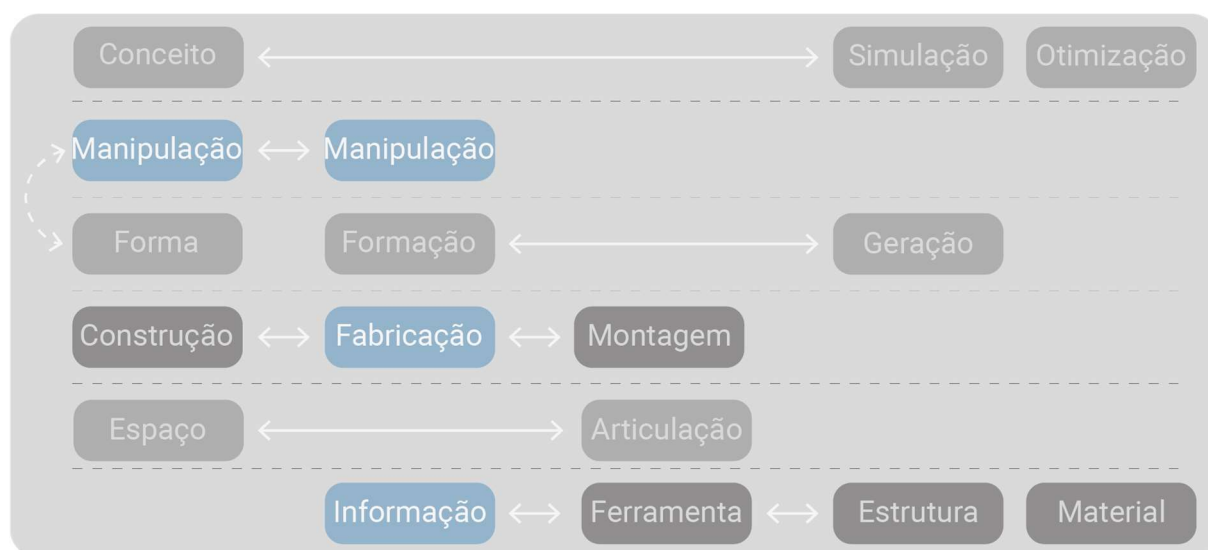 Conceito Simulação Otimização
Manipulação Manipulação
Forma Formação Geração
Construção Fabricação Montagem
Espaço Articulação
Informação Ferramenta Estrutura Material